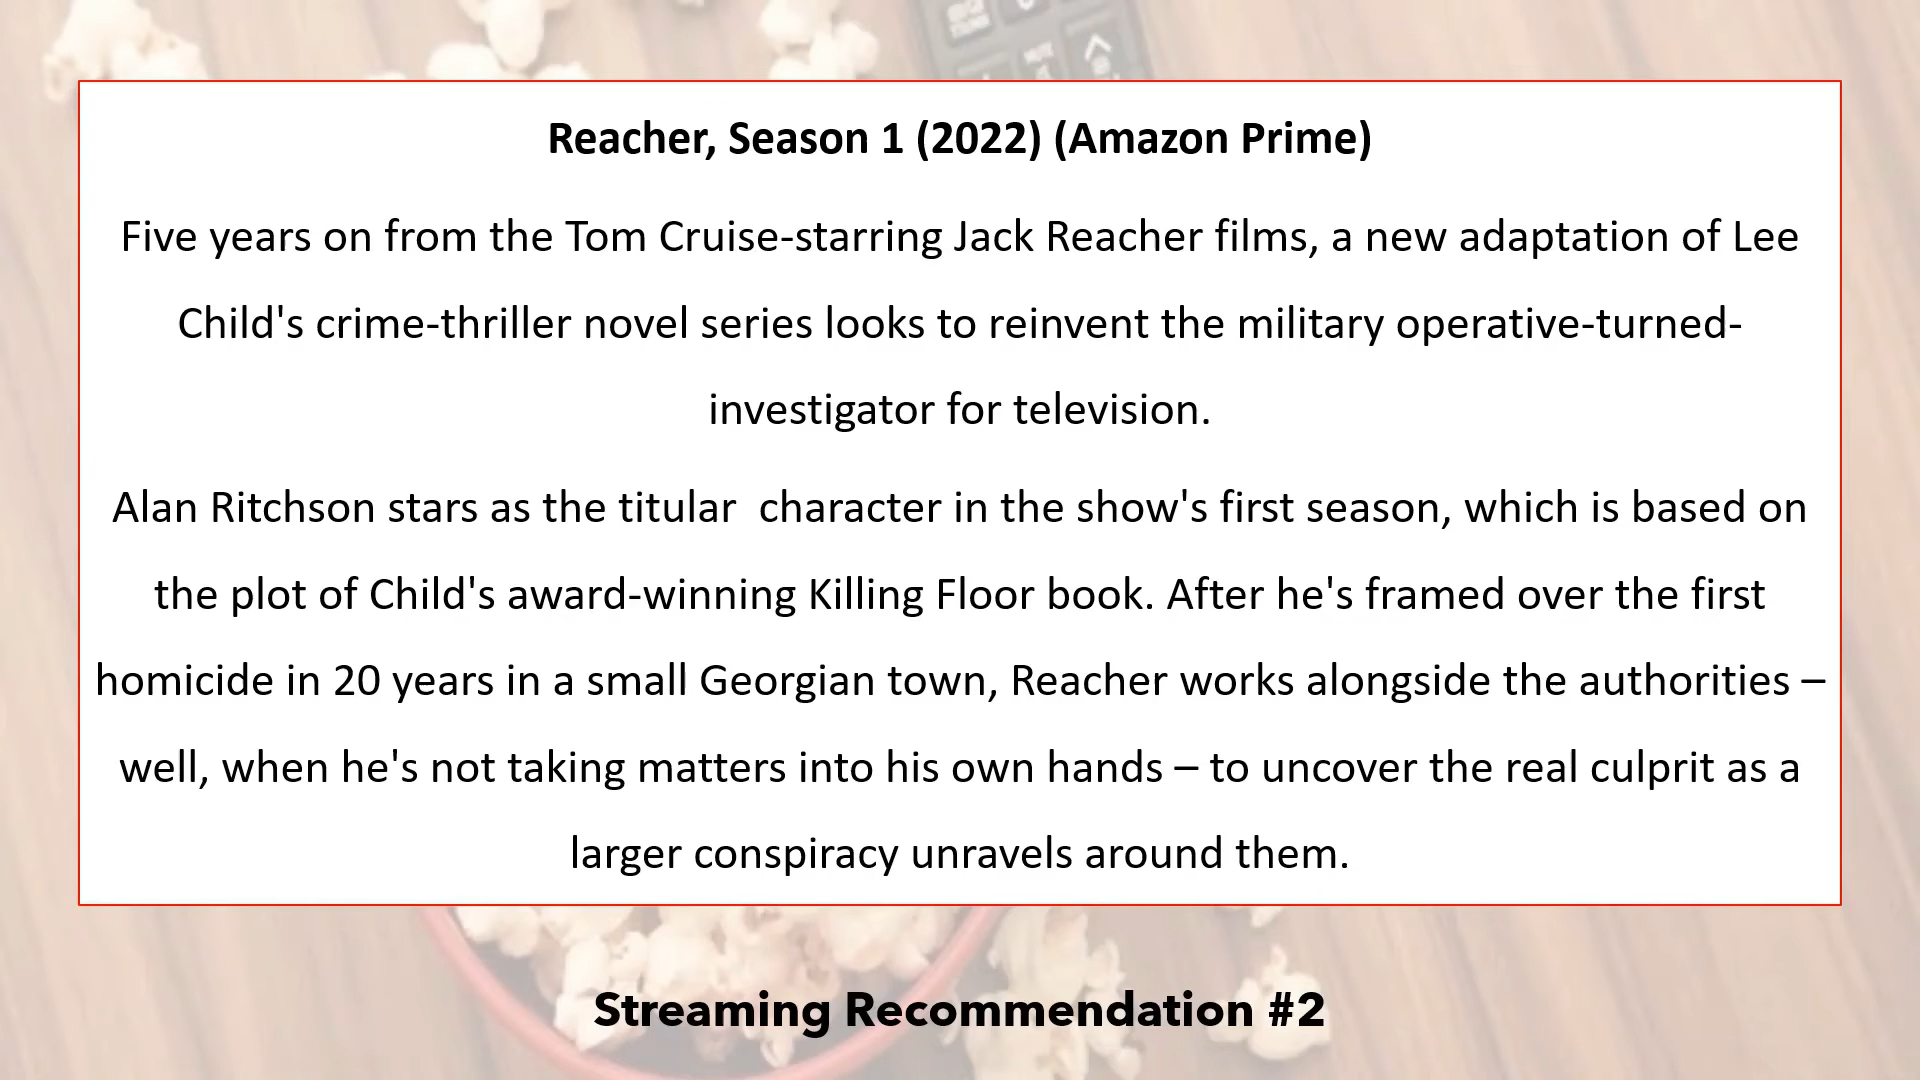 Reacher, Season 1 (2022) (Amazon Prime)
Five years on from the Tom Cruise-starring Jack Reacher films, a new adaptation of Lee
Child's crime-thriller novel series looks to reinvent the military operative-turned-
investigator for television.
Alan Ritchson stars as the titular  character in the show's first season, which is based on
the plot of Child's award-winning Killing Floor book. After he's framed over the first
homicide in 20 years in a small Georgian town, Reacher works alongside the authorities –
well, when he's not taking matters into his own hands – to uncover the real culprit as a
larger conspiracy unravels around them.
Streaming Recommendation #2